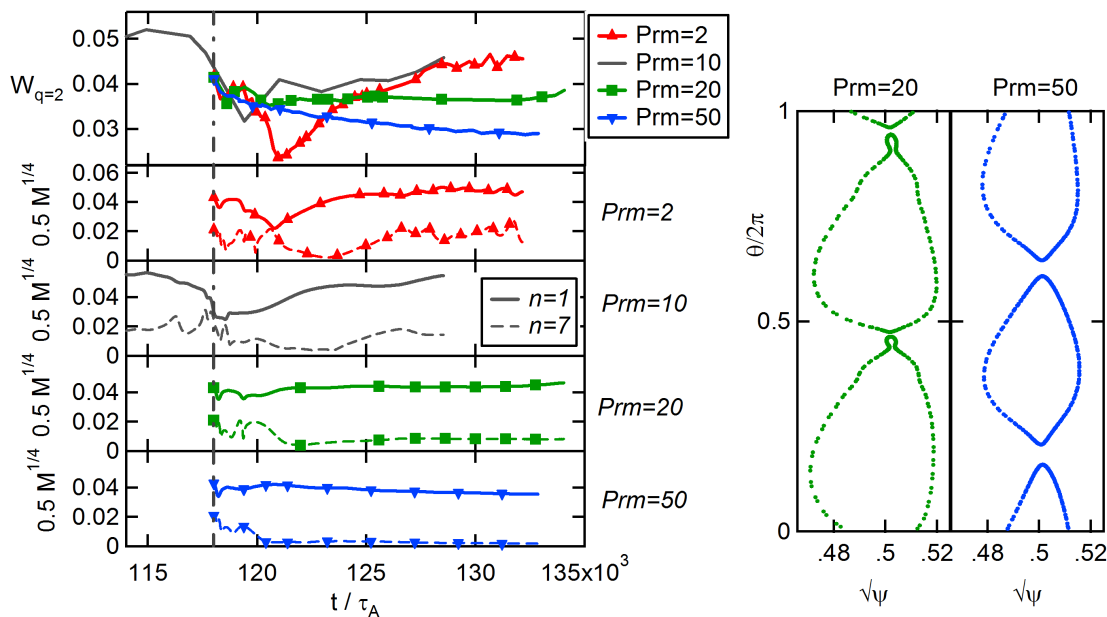 0.05
0.04
W_q=2
0.03
Prm=2
Prm=10
Prm=20
Prm=50
0.06
0.04
0.02
0
0.5 M^1/4
Prm=2
0.04
0.02
0
0.5 M^1/4
n=1
n=7
Prm=10
0.04
0.02
0
0.5 M^1/4
Prm=20
0.04
0.02
0
0.5 M^1/4
Prm=50
115 120 125 130 135x10^3
t / τ_A
Prm=20 Prm=50
1
0.5
0
θ/2π
.48 .5 .52 .48 .5 .52
√ψ √ψ